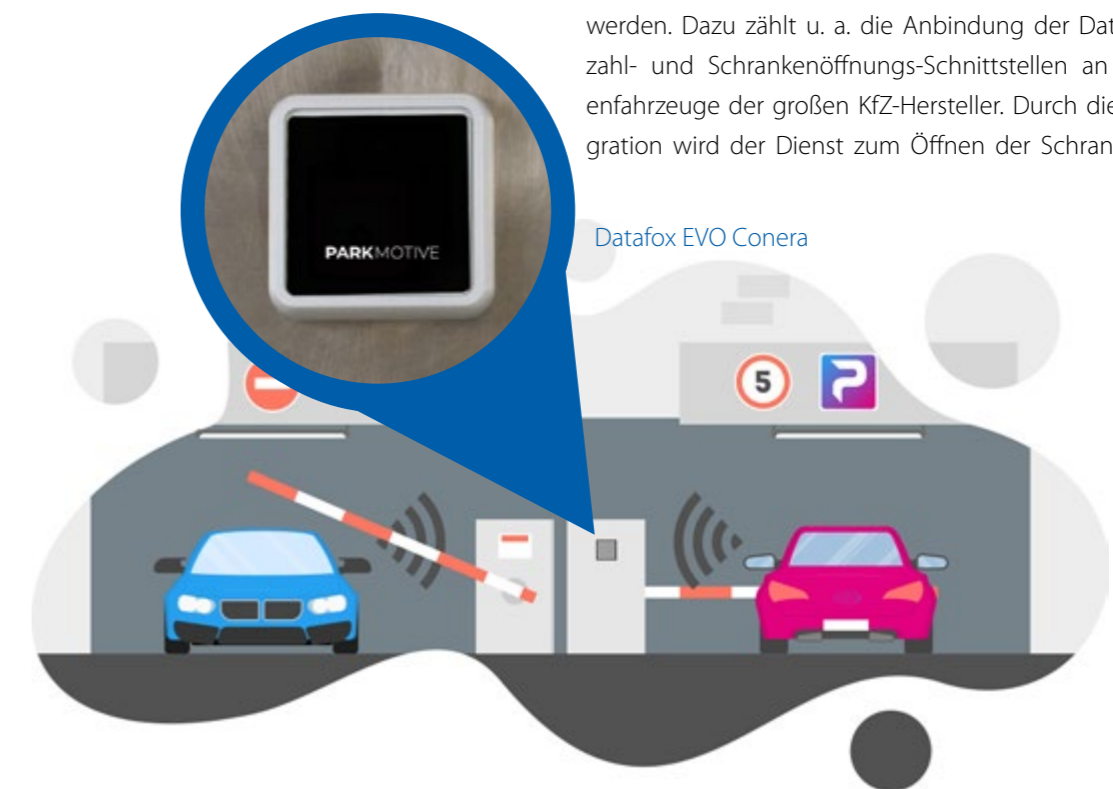 werden. Dazu zählt u. a. die Anbindung der Dat
zahl- und Schrankenöffnungs-Schnittstellen an
enfahrzeuge der großen KfZ-Hersteller. Durch die
gration wird der Dienst zum Öffnen der Schran
Datafox EVO Conera
PARKMOTIVE
5